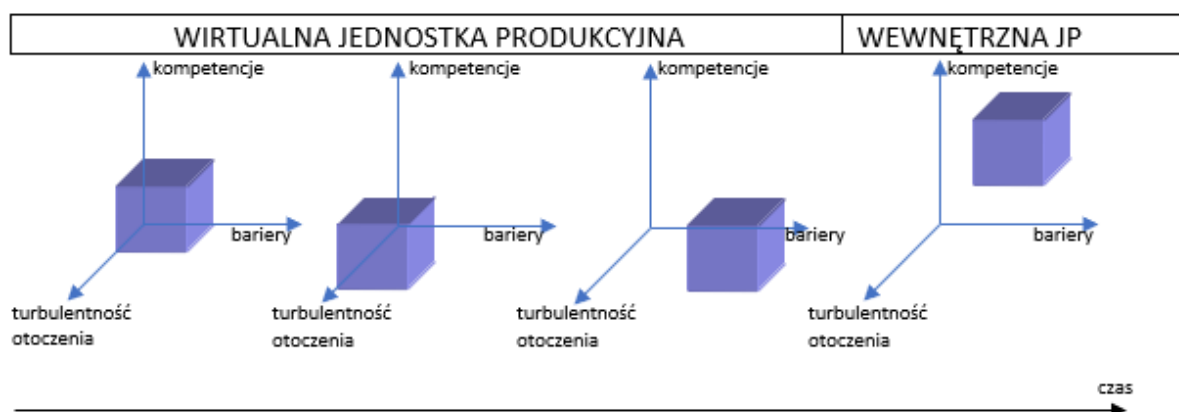 WIRTUALNA JEDNOSTKA PRODUKCYJNA
WEWNĘTRZNA JP
kompetencje
bariery
turbulentność
otoczenia
kompetencje
bariery
turbulentność
otoczenia
kompetencje
bariery
turbulentność
otoczenia
kompetencje
bariery
turbulentność
otoczenia
czas